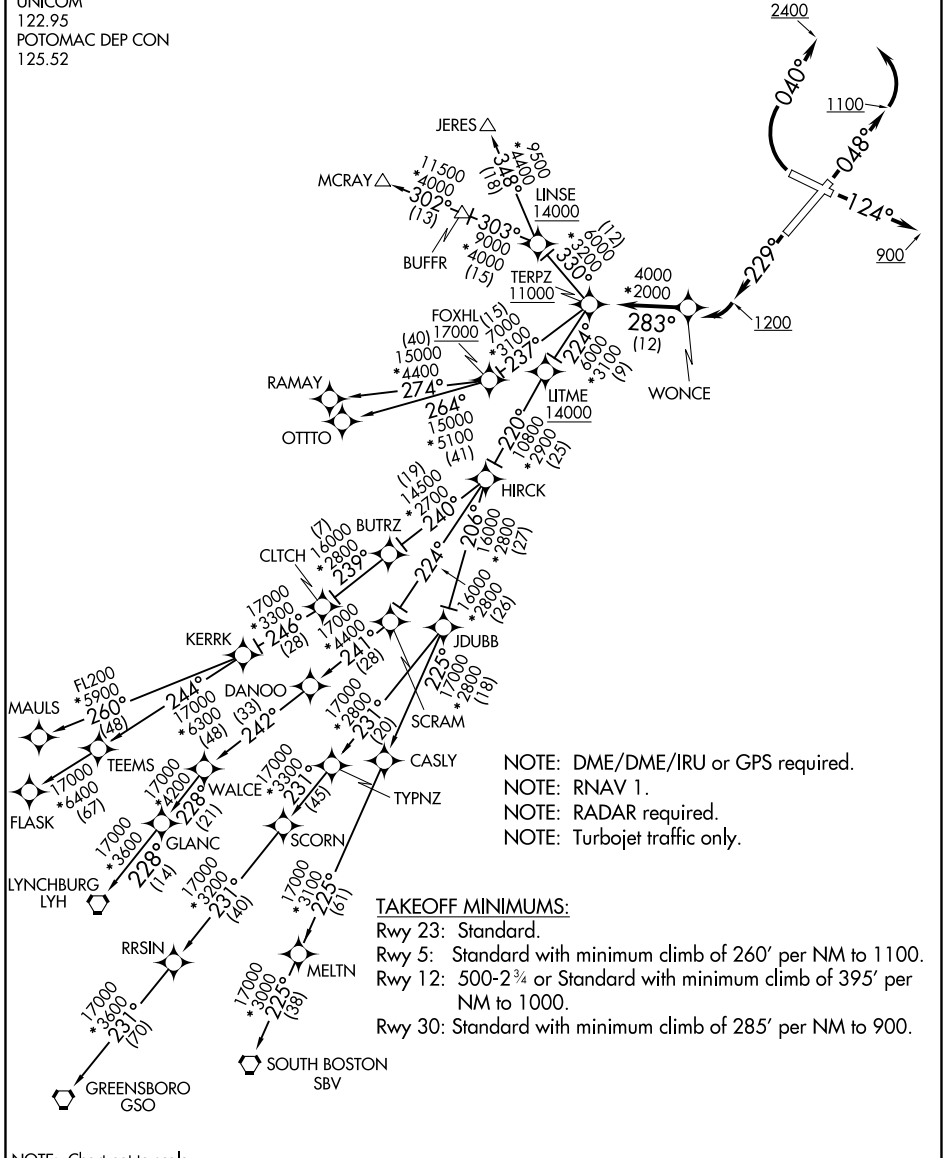 UNICOM
122.95
POTOMAC DEP CON
125.52
2400
040°
1100
048°
124°
900
229°
1200
JERES
9500
*4400
348°
(18)
MCRAY
11500
*4000
302°
(13)
BUFFR
303°
9000
*4000
(15)
LINSE
14000
(12)
6000
*3200
330°
TERPZ
11000
4000
*2000
283°
(12)
WONCE
FOXHL
17000
(15)
7000
*3100
237°
(40)
15000
*4400
274°
RAMAY
264°
15000
*5100
(41)
OTTTO
224°
6000
*3100
(9)
LITME
14000
220°
10800
*2900
(25)
HIRCK
(19)
14500
*2700
240°
BUTRZ
(7)
16000
*2800
239°
CLTCH
206°
16000
*2800
(27)
224°
16000
*2800
(26)
17000
*3300
246°
(28)
KERRK
17000
*4400
241°
(28)
JDUBB
SCRAM
DANOO
FL200
*5900
260°
(48)
MAULS
244°
17000
*6300
(48)
TEEMS
17000
*6400
(67)
FLASK
(33)
242°
17000
*4200
228°
(21)
WALCE
GLANC
17000
*3600
228°
(14)
LYNCHBURG
LYH
17000
*2800
231°
(20)
TYPNZ
225°
17000
*2800
(18)
CASLY
17000
*3300
231°
(45)
SCORN
17000
*3200
231°
(40)
RRSIN
17000
*3600
231°
(70)
GREENSBORO
GSO
17000
*3100
225°
(61)
MELTN
17000
*3000
225°
(38)
SOUTH BOSTON
SBV
NOTE: DME/DME/IRU or GPS required.
NOTE: RNAV 1.
NOTE: RADAR required.
NOTE: Turbojet traffic only.
TAKEOFF MINIMUMS:
Rwy 23: Standard.
Rwy 5: Standard with minimum climb of 260' per NM to 1100.
Rwy 12: 500-2¾ or Standard with minimum climb of 395' per
NM to 1000.
Rwy 30: Standard with minimum climb of 285' per NM to 900.
NOTE: Chart not to scale